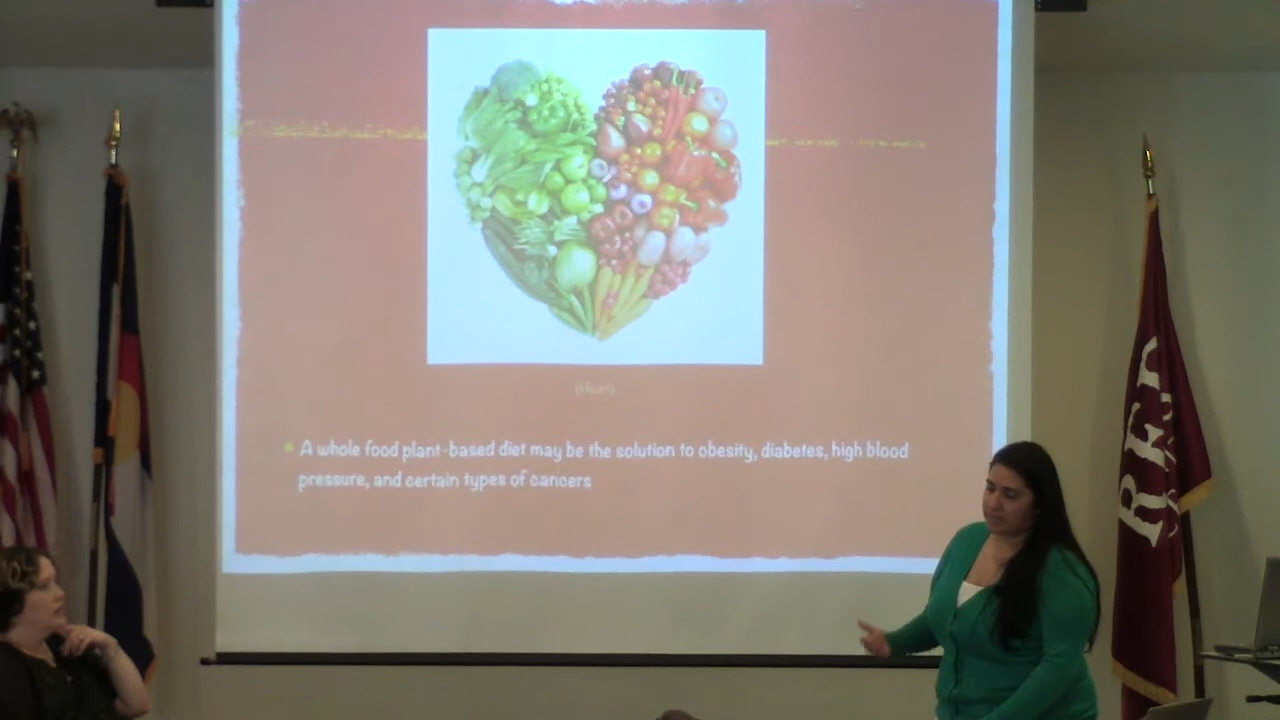 (Heart)
A whole food plant-based diet may be the solution to obesity, diabetes, high blood
pressure, and certain types of cancers